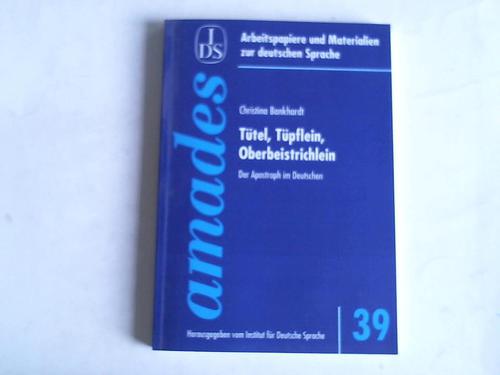 IDS
Arbeitspapiere und Materialien
zur deutschen Sprache
amades
Christina Bankhardt
Tütel, Tüpflein,
Oberbeistrichlein
Der Apostroph im Deutschen
Herausgegeben vom Institut für Deutsche Sprache
39